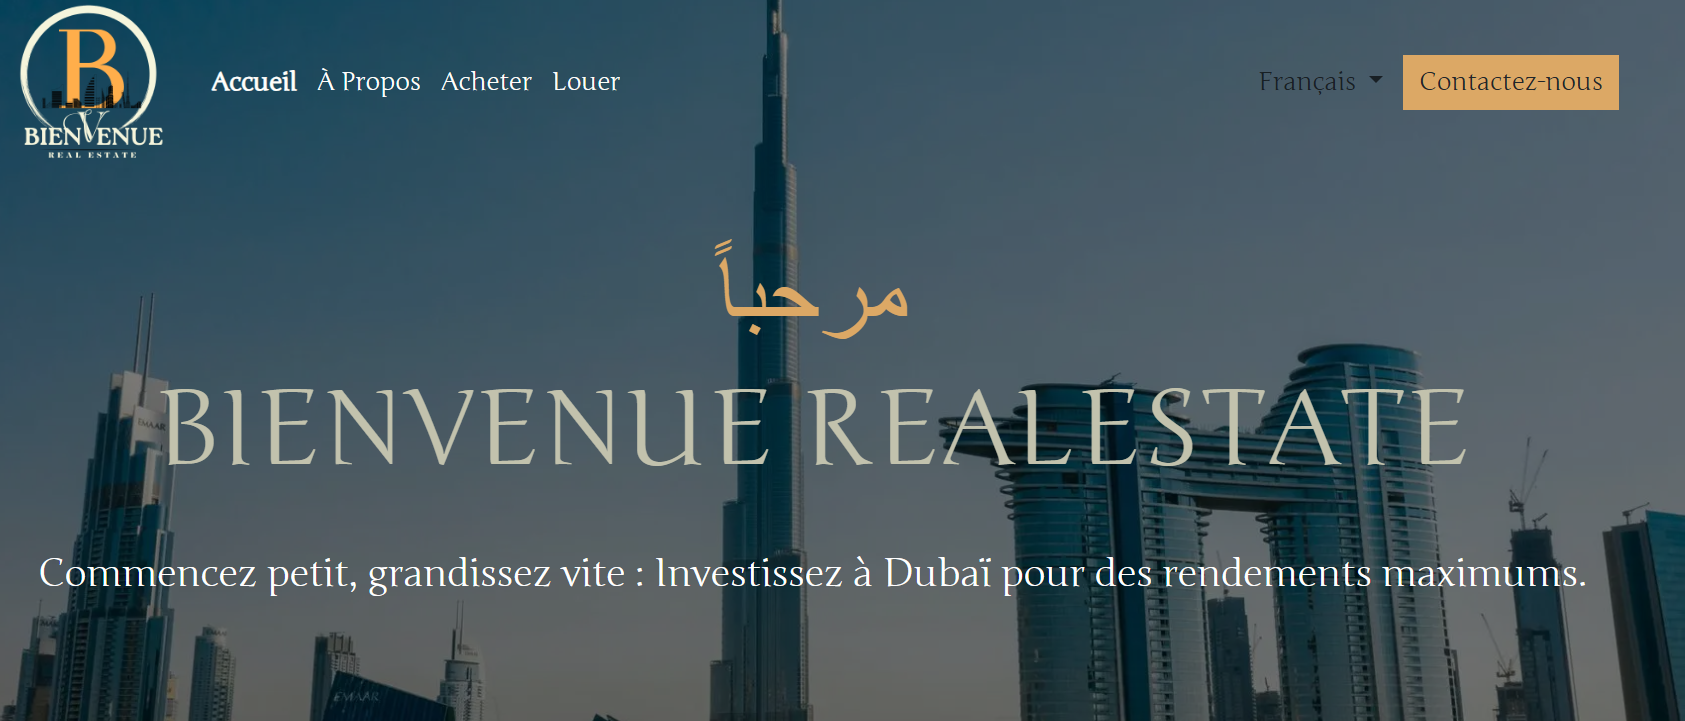 BIENVENUE
REAL ESTATE
Accueil À Propos Acheter Louer
Français Contactez-nous
مرحباً
BIENVENUE REALESTATE
EMAAR
Commencez petit, grandissez vite : Investissez à Dubaï pour des rendements maximums.
EMAAR